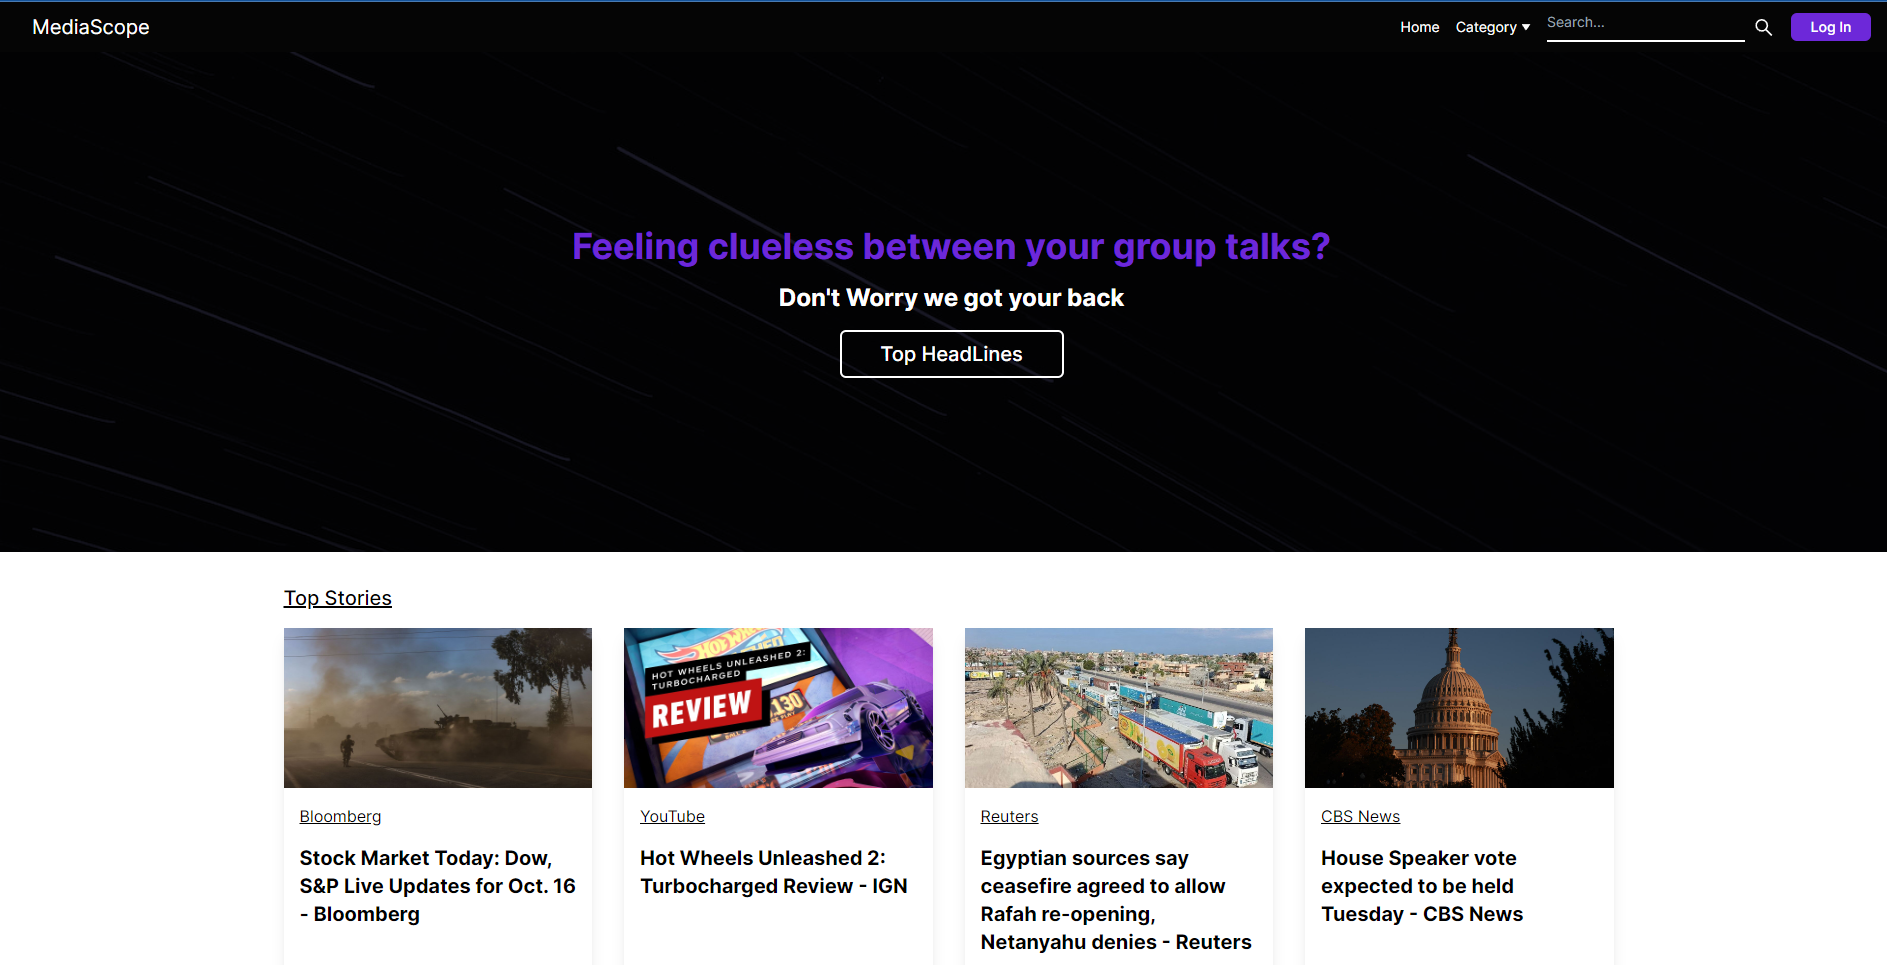 MediaScope
Home Category ▼ Search... Log In
Feeling clueless between your group talks?
Don't Worry we got your back
Top HeadLines
Top Stories
HOT WHEELS
HOT WHEELS UNLEASHED 2:
TURBOCHARGED
REVIEW
Bloomberg
Stock Market Today: Dow,
S&P Live Updates for Oct. 16
- Bloomberg
YouTube
Hot Wheels Unleashed 2:
Turbocharged Review - IGN
Reuters
Egyptian sources say
ceasefire agreed to allow
Rafah re-opening,
Netanyahu denies - Reuters
CBS News
House Speaker vote
expected to be held
Tuesday - CBS News